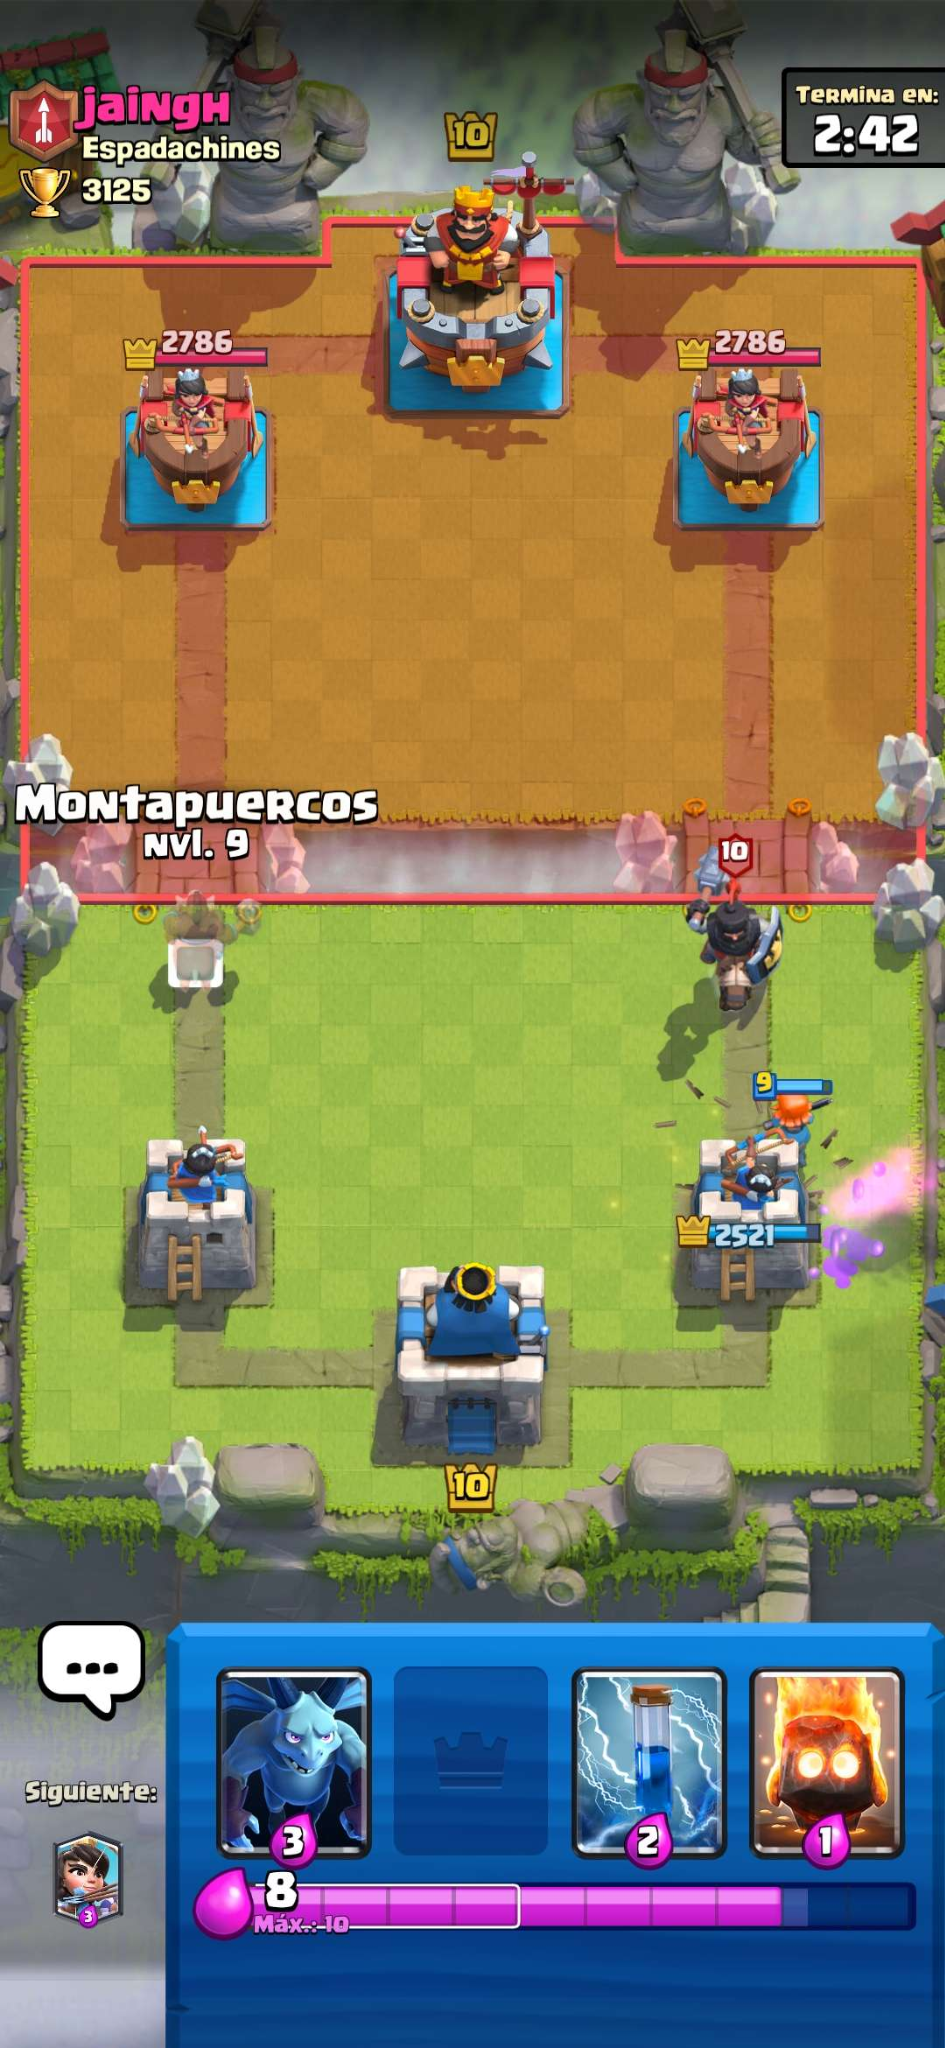 jaingh
Espadachines
3125
10
Termina en:
2:42
2786
2786
Montapuercos
nvl. 9
10
9
2521
10
Siguiente:
3
3
2
1
8
Máx.: 10